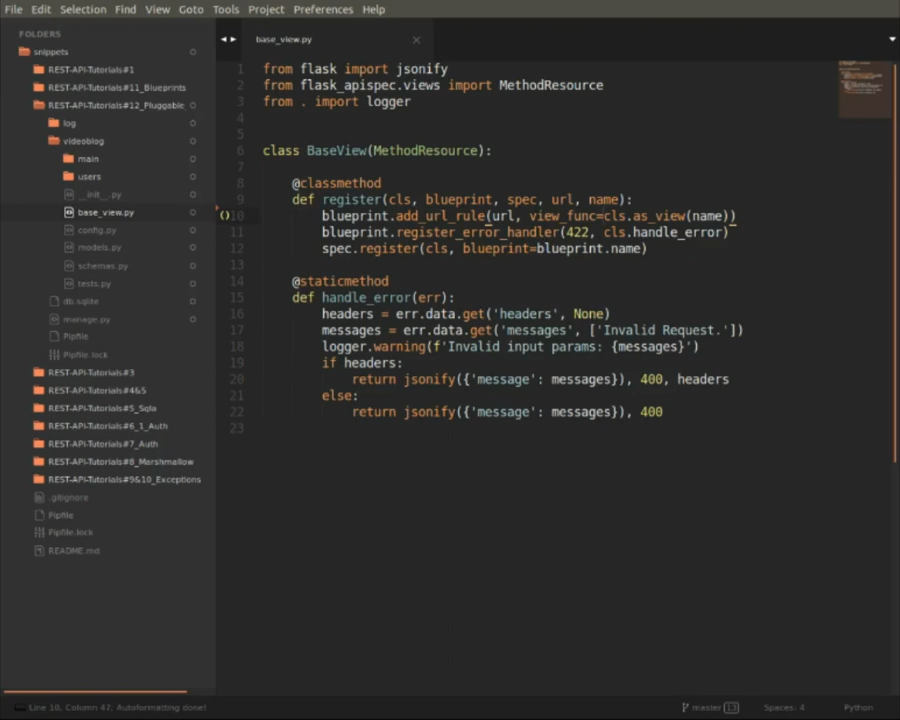 File Edit Selection Find View Goto Tools Project Preferences Help
FOLDERS
snippets
REST-API-Tutorials#1
REST-API-Tutorials#11_Blueprints
REST-API-Tutorials#12_Pluggable
log
videoblog
main
users
__init__.py
base_view.py
config.py
models.py
schemas.py
tests.py
db.sqlite
manage.py
Pipfile
Pipfile.lock
REST-API-Tutorials#3
REST-API-Tutorials#4&5
REST-API-Tutorials#5_Sqla
REST-API-Tutorials#6_1_Auth
REST-API-Tutorials#7_Auth
REST-API-Tutorials#8_Marshmallow
REST-API-Tutorials#9&10_Exceptions
.gitignore
Pipfile
Pipfile.lock
README.md
base_view.py
1 from flask import jsonify
2 from flask_apispec.views import MethodResource
3 from . import logger
4
5
6 class BaseView(MethodResource):
7
8 @classmethod
9 def register(cls, blueprint, spec, url, name):
10 blueprint.add_url_rule(url, view_func=cls.as_view(name))
11 blueprint.register_error_handler(422, cls.handle_error)
12 spec.register(cls, blueprint=blueprint.name)
13
14 @staticmethod
15 def handle_error(err):
16 headers = err.data.get('headers', None)
17 messages = err.data.get('messages', ['Invalid Request.'])
18 logger.warning(f'Invalid input params: {messages}')
19 if headers:
20 return jsonify({'message': messages}), 400, headers
21 else:
22 return jsonify({'message': messages}), 400
23
Line 10, Column 47; Autoformatting done! master 13 Spaces: 4 Python